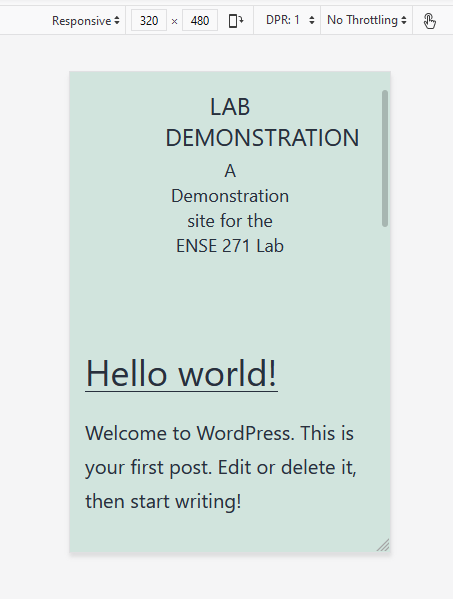 Responsive 320 × 480 DPR: 1 No Throttling
LAB
DEMONSTRATION
A
Demonstration
site for the
ENSE 271 Lab
Hello world!
Welcome to WordPress. This is
your first post. Edit or delete it,
then start writing!